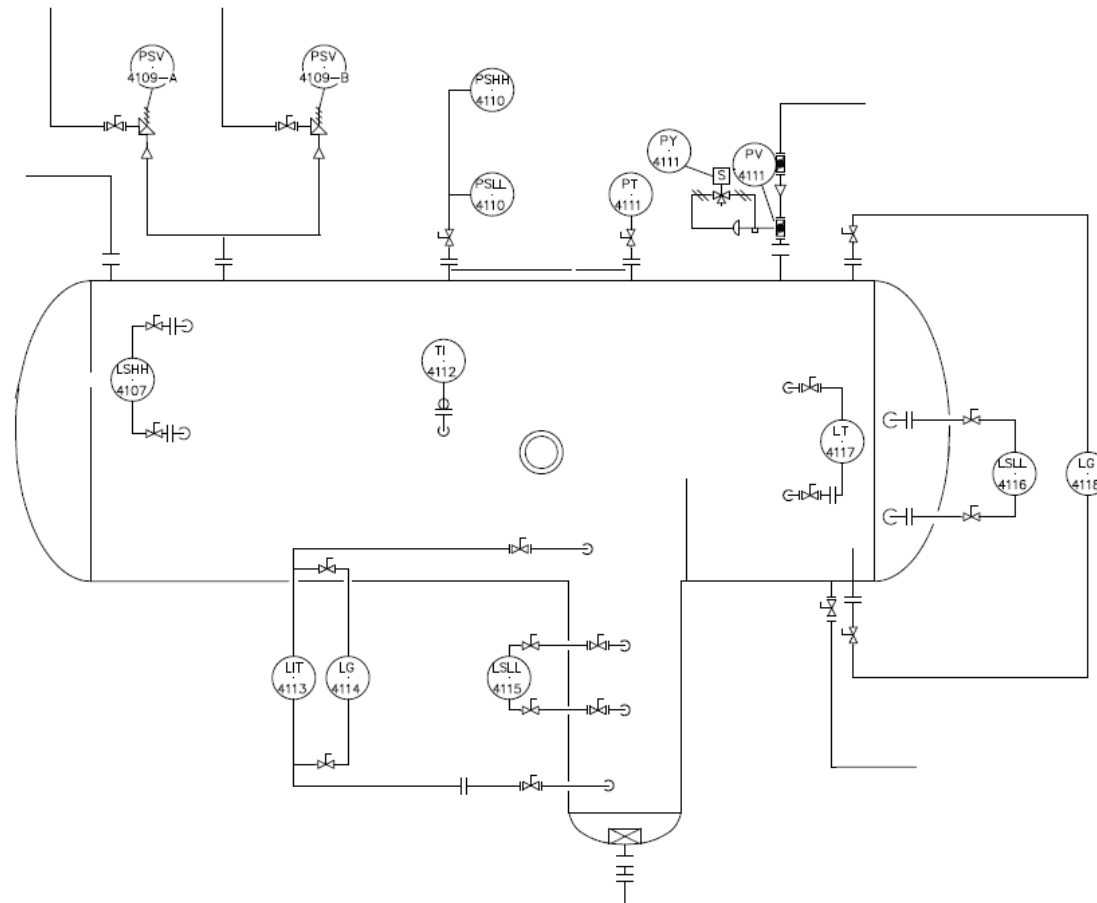 PSV
4109-A
PSV
4109-B
PSHH
4110
PSLL
4110
PT
4111
PY
4111
S
PV
4111
LSHH
4107
TI
4112
LT
4117
LSLL
4116
LG
4118
LIT
4113
LG
4114
LSLL
4115